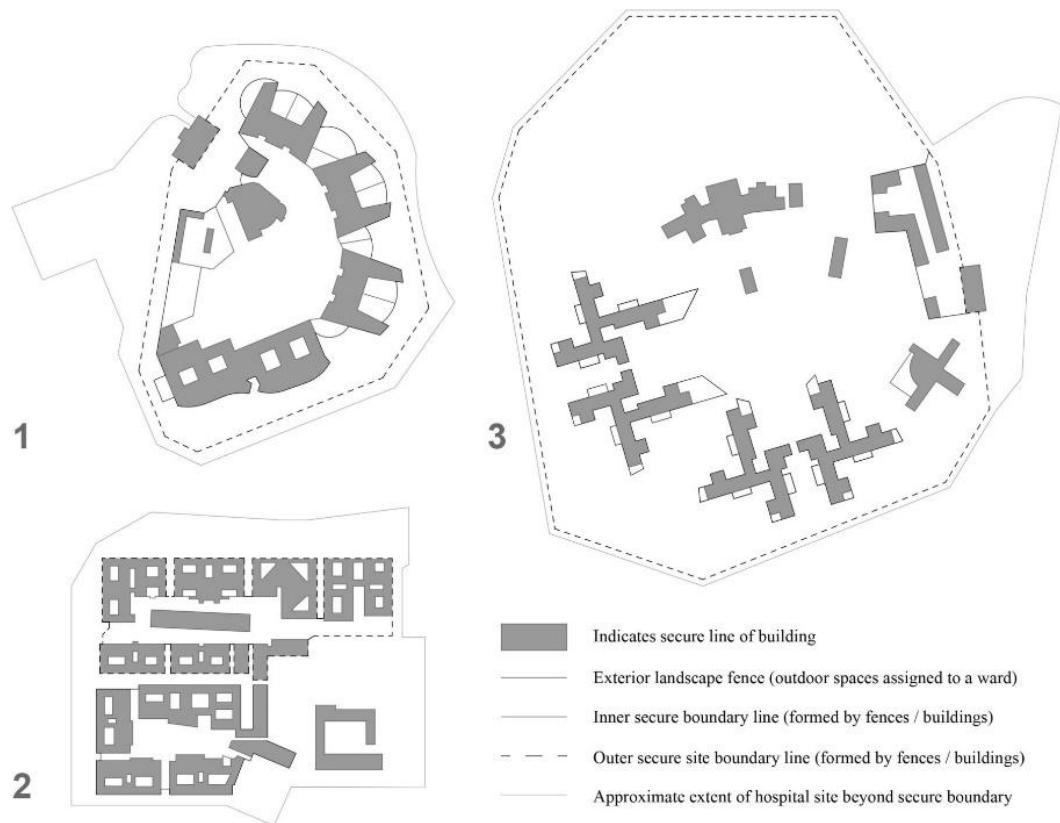 1
3
2
Indicates secure line of building
Exterior landscape fence (outdoor spaces assigned to a ward)
Inner secure boundary line (formed by fences / buildings)
Outer secure site boundary line (formed by fences / buildings)
Approximate extent of hospital site beyond secure boundary